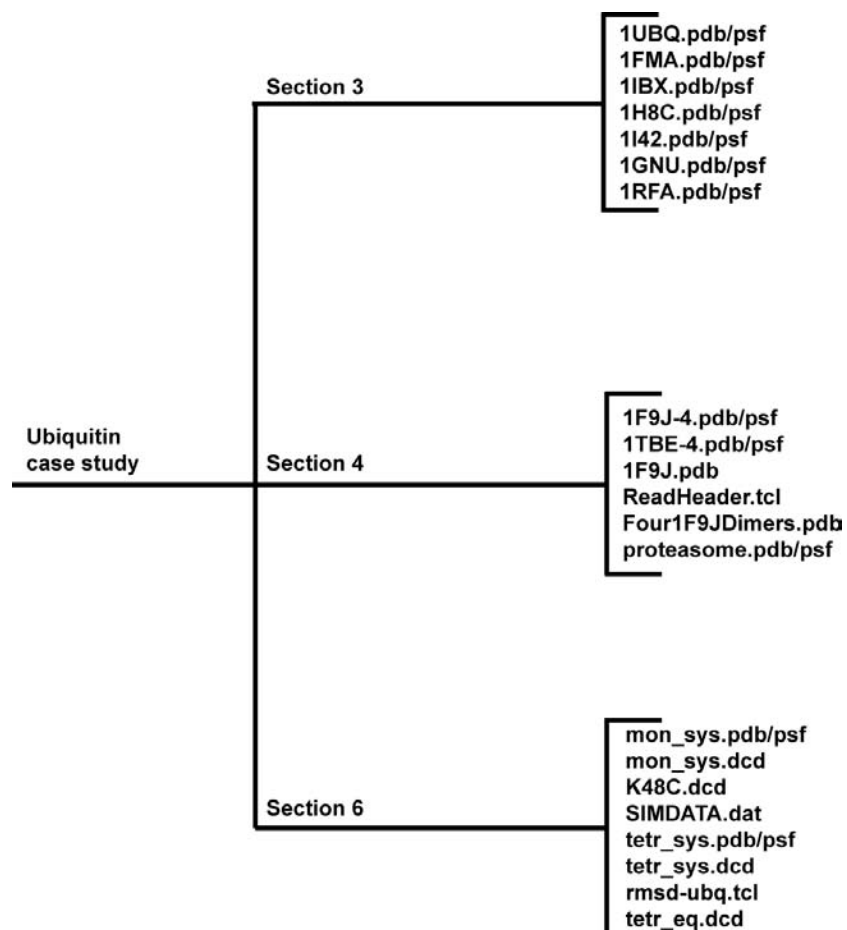 Section 3
1UBQ.pdb/psf
1FMA.pdb/psf
1IBX.pdb/psf
1H8C.pdb/psf
1I42.pdb/psf
1GNU.pdb/psf
1RFA.pdb/psf
Ubiquitin
case study
Section 4
1F9J-4.pdb/psf
1TBE-4.pdb/psf
1F9J.pdb
ReadHeader.tcl
Four1F9JDimers.pdb
proteasome.pdb/psf
Section 6
mon_sys.pdb/psf
mon_sys.dcd
K48C.dcd
SIMDATA.dat
tetr_sys.pdb/psf
tetr_sys.dcd
rmsd-ubq.tcl
tetr_eq.dcd